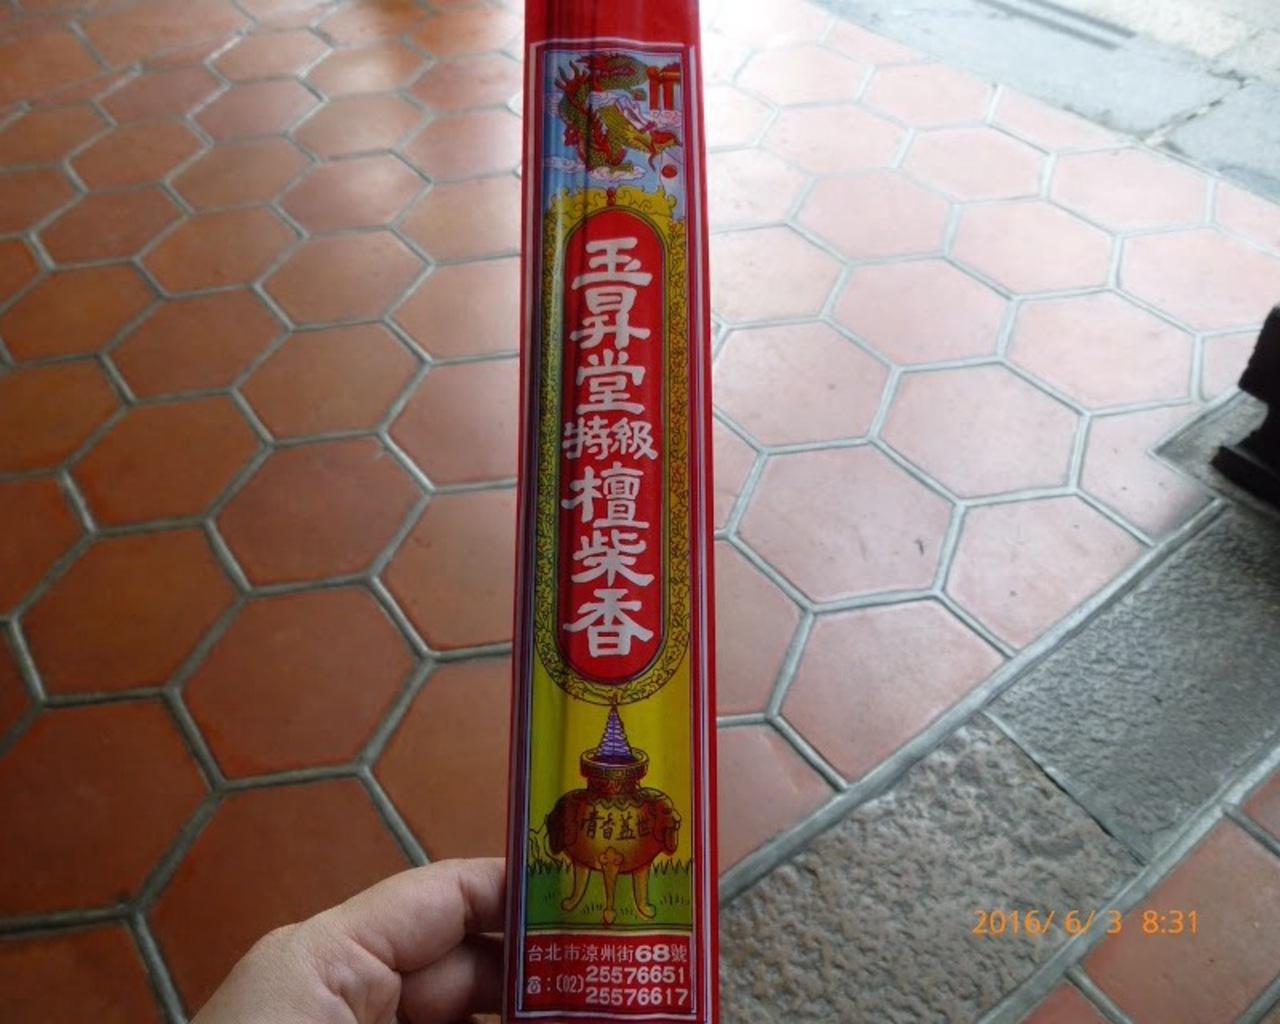 玉昇堂
特級
檀柴香
清香蓋世
台北市涼州街68號
☎:(02)25576651
25576617
2016/ 6/ 3 8:31